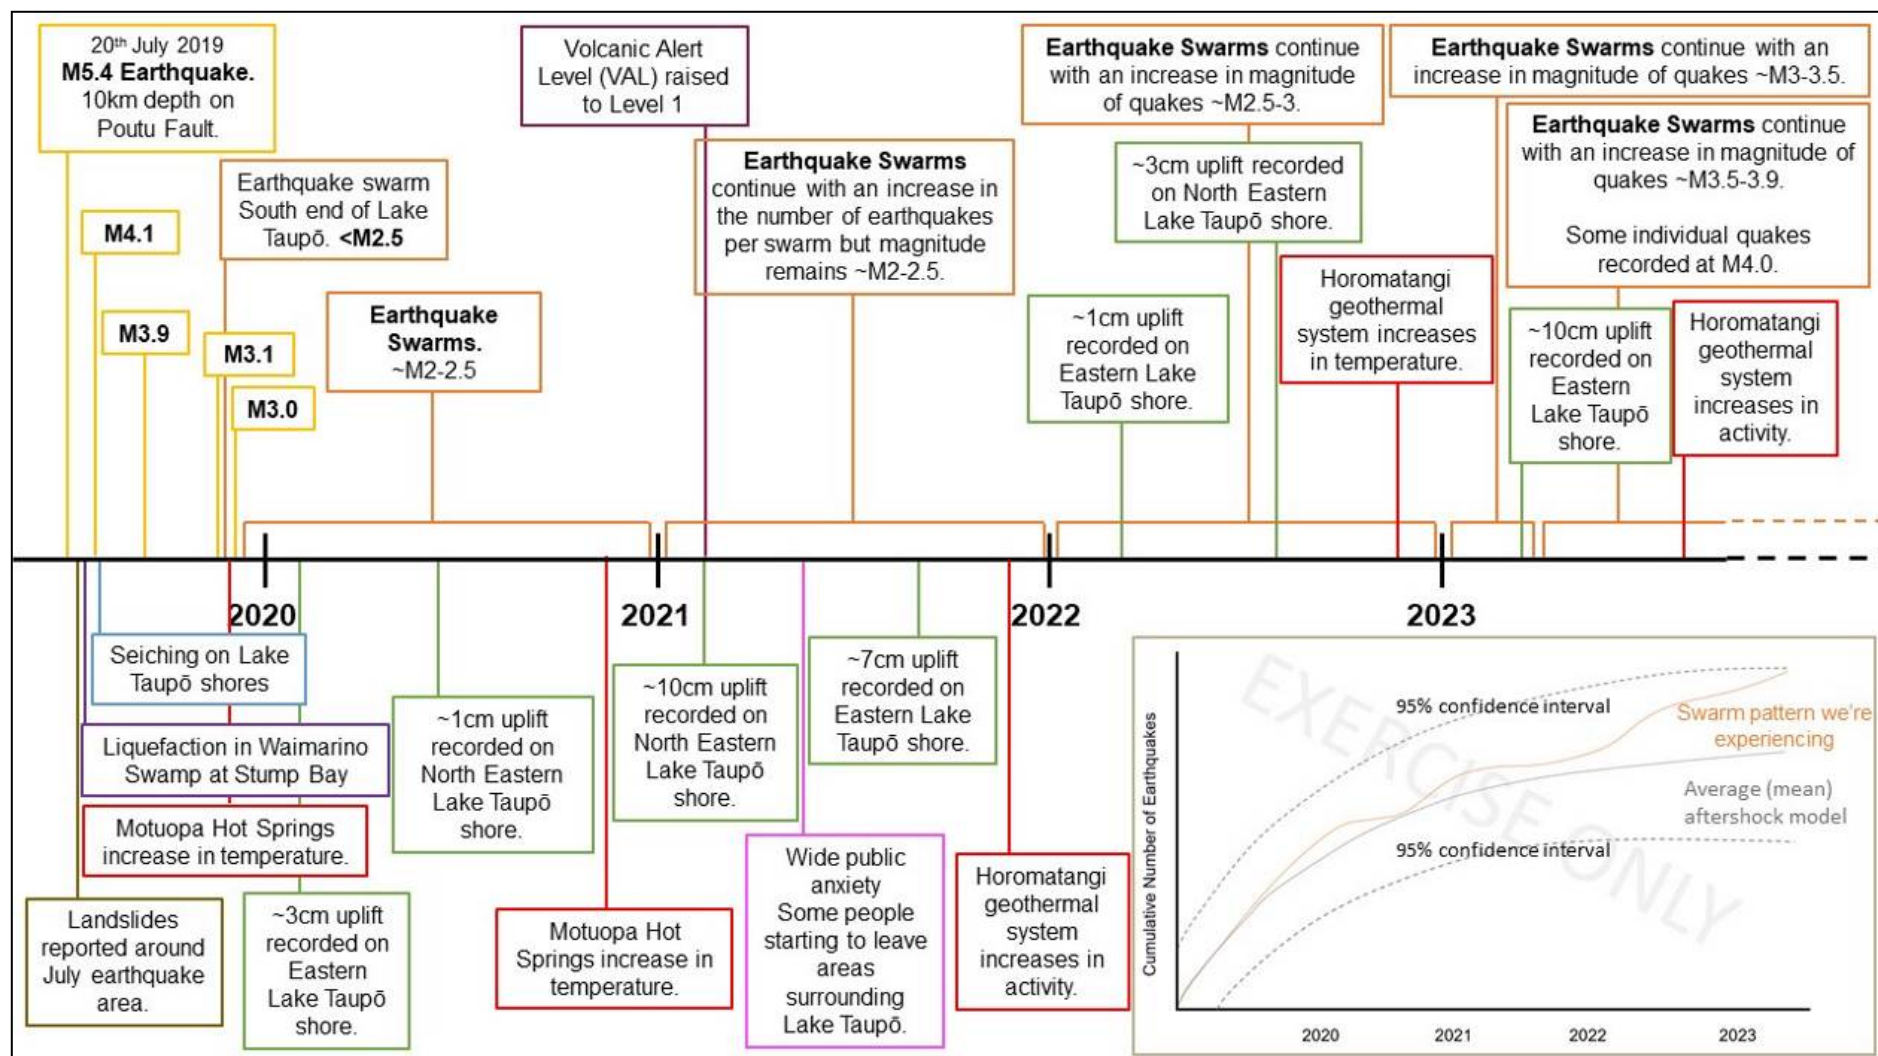 20th July 2019
M5.4 Earthquake.
10km depth on
Poutu Fault.
M4.1
M3.9
Earthquake swarm
South end of Lake
Taupō. <M2.5
M3.1
M3.0
Earthquake
Swarms.
~M2-2.5
Volcanic Alert
Level (VAL) raised
to Level 1
Earthquake Swarms
continue with an increase in
the number of earthquakes
per swarm but magnitude
remains ~M2-2.5.
Earthquake Swarms continue
with an increase in magnitude
of quakes ~M2.5-3.
~3cm uplift recorded
on North Eastern
Lake Taupō shore.
~1cm uplift
recorded on
Eastern Lake
Taupō shore.
Horomatangi
geothermal
system increases
in temperature.
Earthquake Swarms continue with an
increase in magnitude of quakes ~M3-3.5.
Earthquake Swarms continue
with an increase in magnitude of
quakes ~M3.5-3.9.
Some individual quakes
recorded at M4.0.
~10cm uplift
recorded on
Eastern
Lake Taupō
shore.
Horomatangi
geothermal
system
increases in
activity.
2020
2021
2022
2023
Seiching on Lake
Taupō shores
Liquefaction in Waimarino
Swamp at Stump Bay
Motuopa Hot Springs
increase in temperature.
Landslides
reported around
July earthquake
area.
~3cm uplift
recorded on
Eastern
Lake Taupō
shore.
~1cm uplift
recorded on
North Eastern
Lake Taupō
shore.
Motuopa Hot
Springs increase in
temperature.
~10cm uplift
recorded on
North Eastern
Lake Taupō
shore.
Wide public
anxiety
Some people
starting to leave
areas
surrounding
Lake Taupō.
~7cm uplift
recorded on
Eastern Lake
Taupō shore.
Horomatangi
geothermal
system
increases in
activity.
EXERCISE ONLY
Cumulative Number of Earthquakes
95% confidence interval
Swarm pattern we're
experiencing
Average (mean)
aftershock model
95% confidence interval
2020
2021
2022
2023